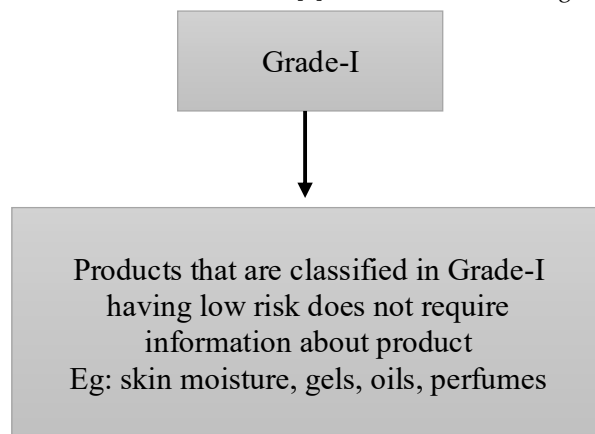 Grade-I
Products that are classified in Grade-I
having low risk does not require
information about product
Eg: skin moisture, gels, oils, perfumes